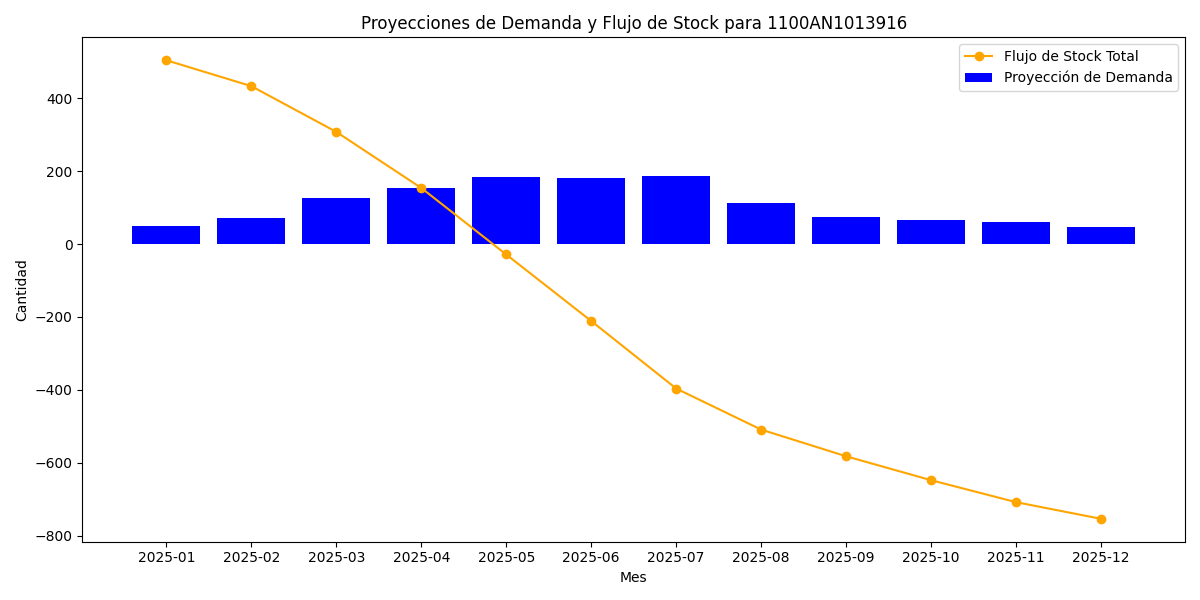 Proyecciones de Demanda y Flujo de Stock para 1100AN1013916
Flujo de Stock Total
Proyección de Demanda
Cantidad
400
200
0
−200
−400
−600
−800
2025-01 2025-02 2025-03 2025-04 2025-05 2025-06 2025-07 2025-08 2025-09 2025-10 2025-11 2025-12
Mes